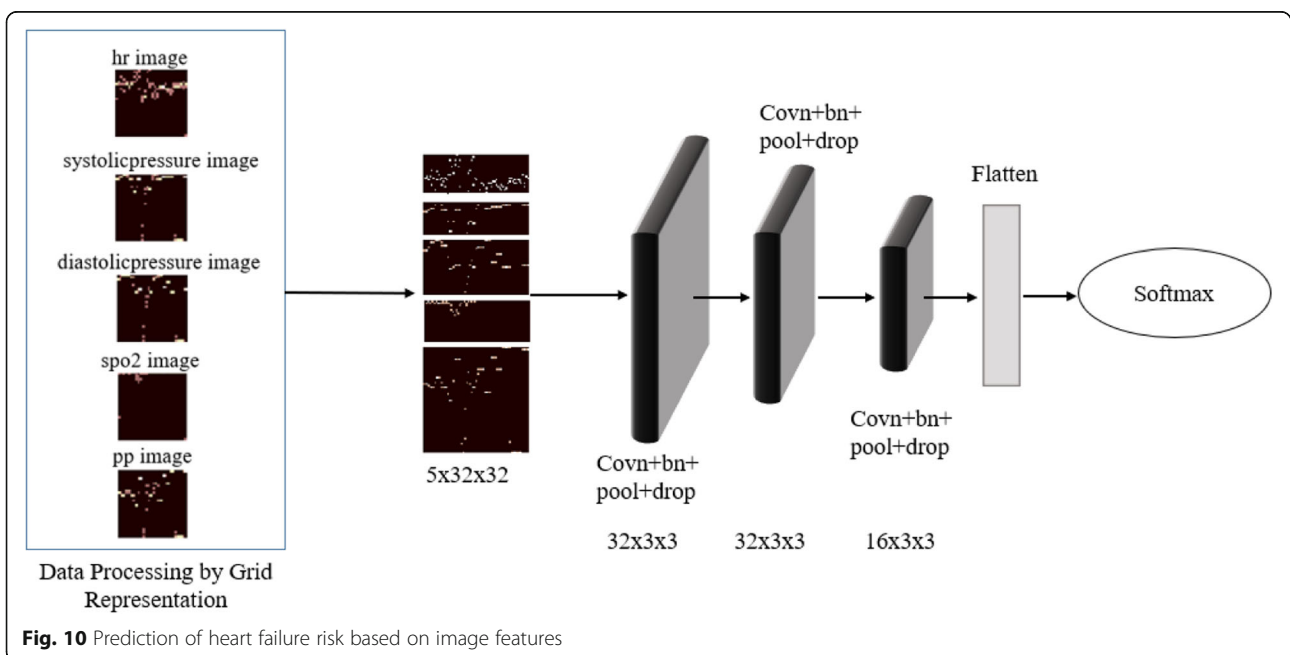 hr image
systolicpressure image
diastolicpressure image
spo2 image
pp image
Data Processing by Grid
Representation
5x32x32
Covn+bn+
pool+drop
32x3x3
Covn+bn+
pool+drop
32x3x3
Covn+bn+
pool+drop
16x3x3
Flatten
Softmax
Fig. 10 Prediction of heart failure risk based on image features